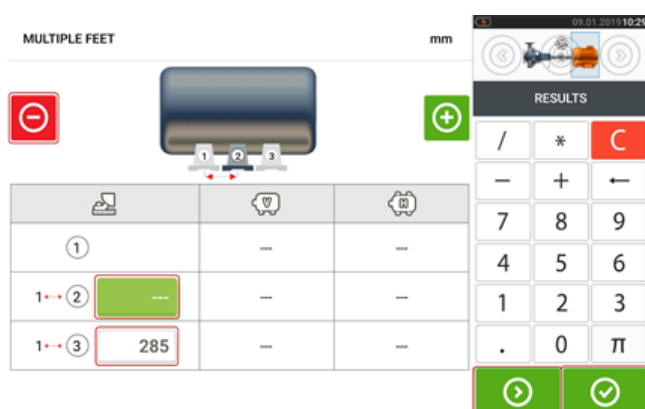 MULTIPLE FEET mm
1 2 3
V H
1 --- ---
1 2 --- --- ---
1 3 285 --- ---
09.01.2019 10:29
RESULTS
/ * C
− + ←
7 8 9
4 5 6
1 2 3
. 0 π